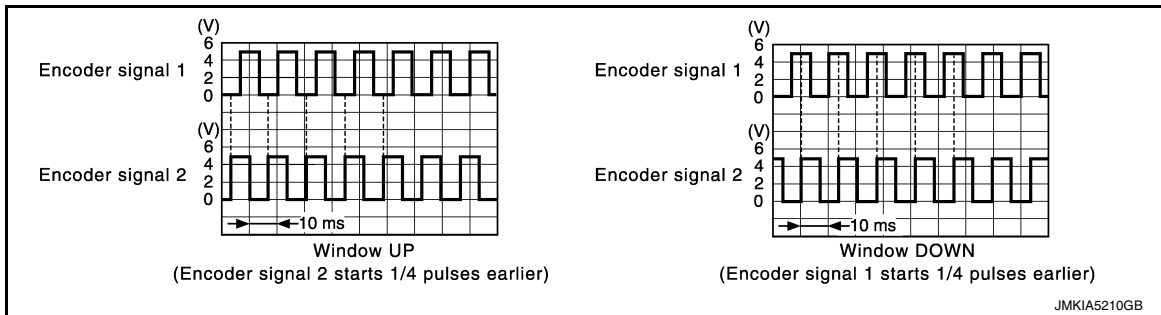 (V)
6
4
2
0
Encoder signal 1
(V)
6
4
2
0
Encoder signal 2
10 ms
Window UP
(Encoder signal 2 starts 1/4 pulses earlier)
(V)
6
4
2
0
Encoder signal 1
(V)
6
4
2
0
Encoder signal 2
10 ms
Window DOWN
(Encoder signal 1 starts 1/4 pulses earlier)
JMKIA5210GB